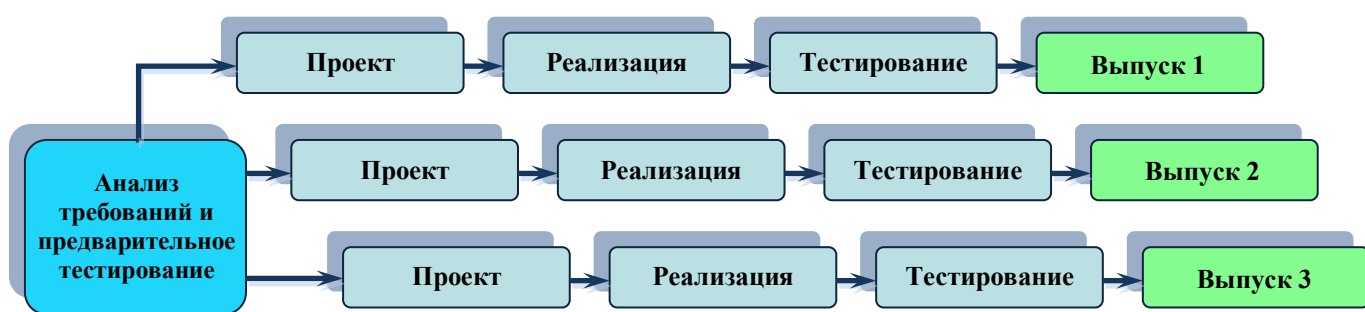 Проект
Реализация
Тестирование
Выпуск 1
Анализ
требований и
предварительное
тестирование
Проект
Реализация
Тестирование
Выпуск 2
Проект
Реализация
Тестирование
Выпуск 3